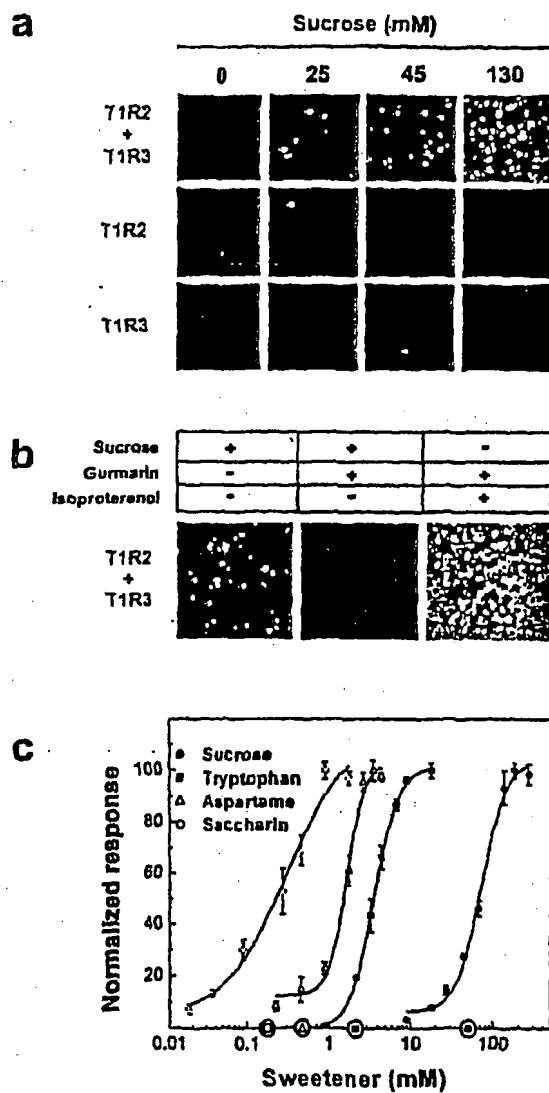 a
Sucrose (mM)
0 25 45 130
T1R2
+
T1R3
T1R2
T1R3
b
Sucrose + + -
Gurmarin - + +
Isoproterenol - - +
T1R2
+
T1R3
c
Normalized response
100
80
60
40
20
Sucrose
Tryptophan
Aspartame
Saccharin
0.01 0.1 1 10 100
Sweetener (mM)